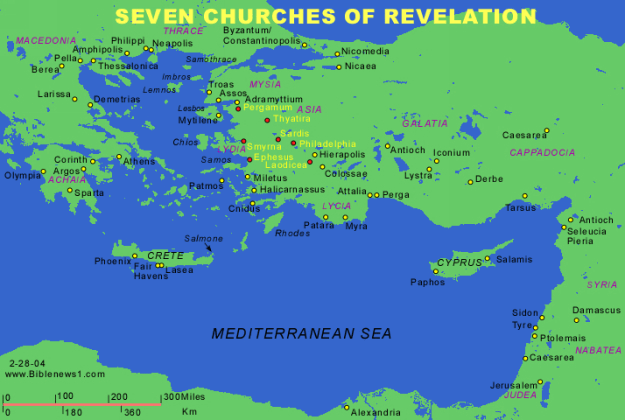 SEVEN CHURCHES OF REVELATION
MACEDONIA
THRACE
Philippi
Neapolis
Amphipolis
Pella
Berea
Thessalonica
Byzantum/
Constantinopolis
Nicomedia
Nicaea
Samothrace
Imbros
Lemnos
Troas
MYSIA
Larissa
Demetrias
Assos
Adramyttium
Pergamum
Lesbos
Mytilene
Thyatira
ASIA
GALATIA
Caesarea
CAPPADOCIA
Sardis
Chios
LYDIA
Smyrna
Philadelphia
Hierapolis
Antioch
Iconium
Corinth
Athens
Olympia
Argos
ACHAIA
Samos
Ephesus
Laodicea
Colossae
Lystra
Derbe
Sparta
Patmos
Miletus
Halicarnassus
Attalia
Perga
Tarsus
Cnidus
LYCIA
Antioch
Seleucia
Pieria
Patara
Myra
Rhodes
Salmone
CRETE
Phoenix
Fair
Havens
Lasea
CYPRUS
Salamis
Paphos
SYRIA
Sidon
Damascus
Tyre
Ptolemais
NABATEA
Caesarea
MEDITERRANEAN SEA
2-28-04
www.Biblenews1.com
0 100 200 300Miles
0 180 360 Km
Jerusalem
JUDEA
Alexandria